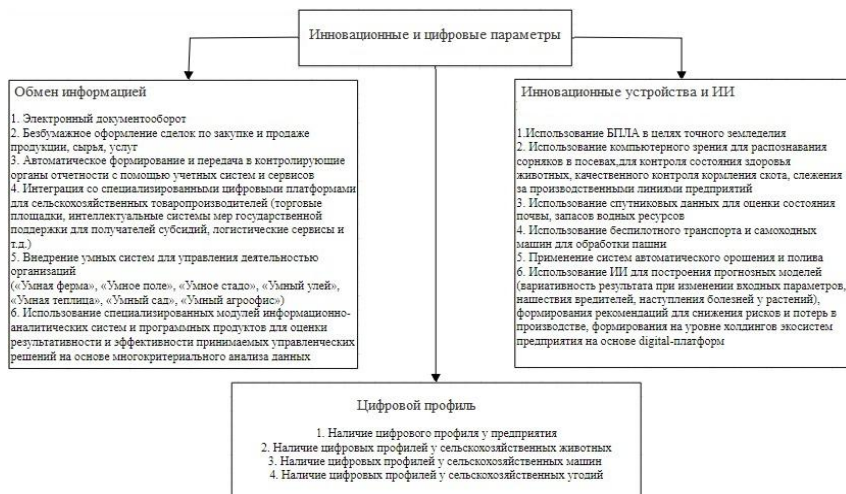 Инновационные и цифровые параметры
Обмен информацией
1. Электронный документооборот
2. Безбумажное оформление сделок по закупке и продаже
продукции, сырья, услуг
3. Автоматическое формирование и передача в контролирующие
органы отчетности с помощью учетных систем и сервисов
4. Интеграция со специализированными цифровыми платформами
для сельскохозяйственных товаропроизводителей (торговые
площадки, интеллектуальные системы мер государственной
поддержки для получателей субсидий, логистические сервисы и
т.д.)
5. Внедрение умных систем для управления деятельностью
организаций
(«Умная ферма», «Умное поле», «Умное стадо», «Умный улей»,
«Умная теплица», «Умный сад», «Умный агроофис»)
6. Использование специализированных модулей информационно-
аналитических систем и программных продуктов для оценки
результативности и эффективности принимаемых управленческих
решений на основе многокритериального анализа данных
Инновационные устройства и ИИ
1.Использование БПЛА в целях точного земледелия
2. Использование компьютерного зрения для распознавания
сорняков в посевах,для контроля состояния здоровья
животных, качественного контроля кормления скота, слежения
за производственными линиями предприятий
3. Использование спутниковых данных для оценки состояния
почвы, запасов водных ресурсов
4. Использование беспилотного транспорта и самоходных
машин для обработки пашни
5. Применение систем автоматического орошения и полива
6. Использование ИИ для построения прогнозных моделей
(вариативность результата при изменении входных параметров,
нашествия вредителей, наступления болезней у растений),
формирования рекомендаций для снижения рисков и потерь в
производстве, формирования на уровне холдингов экосистем
предприятия на основе digital-платформ
Цифровой профиль
1. Наличие цифрового профиля у предприятия
2. Наличие цифровых профилей у сельскохозяйственных животных
3. Наличие цифровых профилей у сельскохозяйственных машин
4. Наличие цифровых профилей у сельскохозяйственных угодий